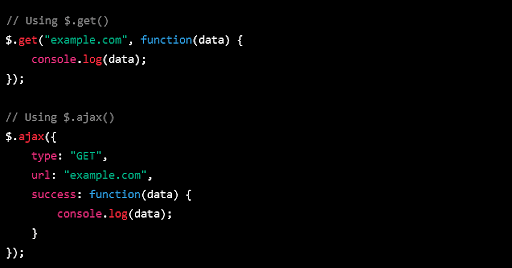 // Using $.get()
$.get("example.com", function(data) {
    console.log(data);
});

// Using $.ajax()
$.ajax({
    type: "GET",
    url: "example.com",
    success: function(data) {
        console.log(data);
    }
});